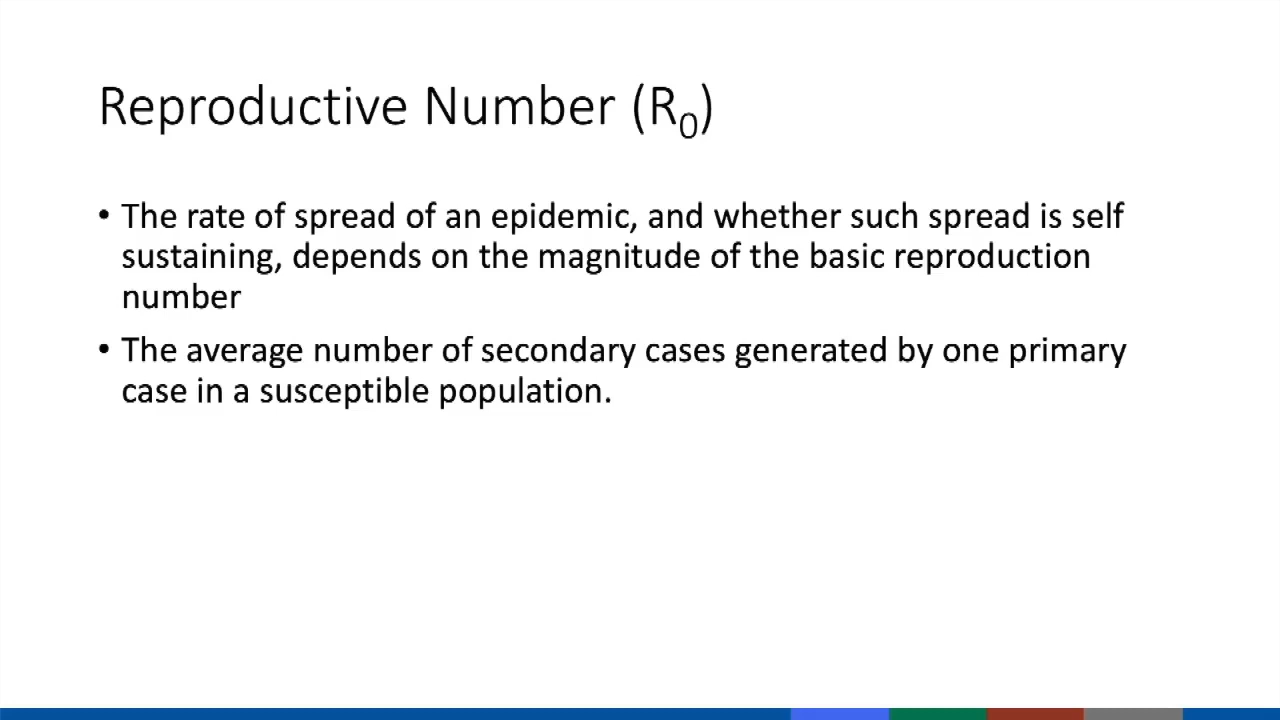 Reproductive Number (R₀)
• The rate of spread of an epidemic, and whether such spread is self
sustaining, depends on the magnitude of the basic reproduction
number
• The average number of secondary cases generated by one primary
case in a susceptible population.